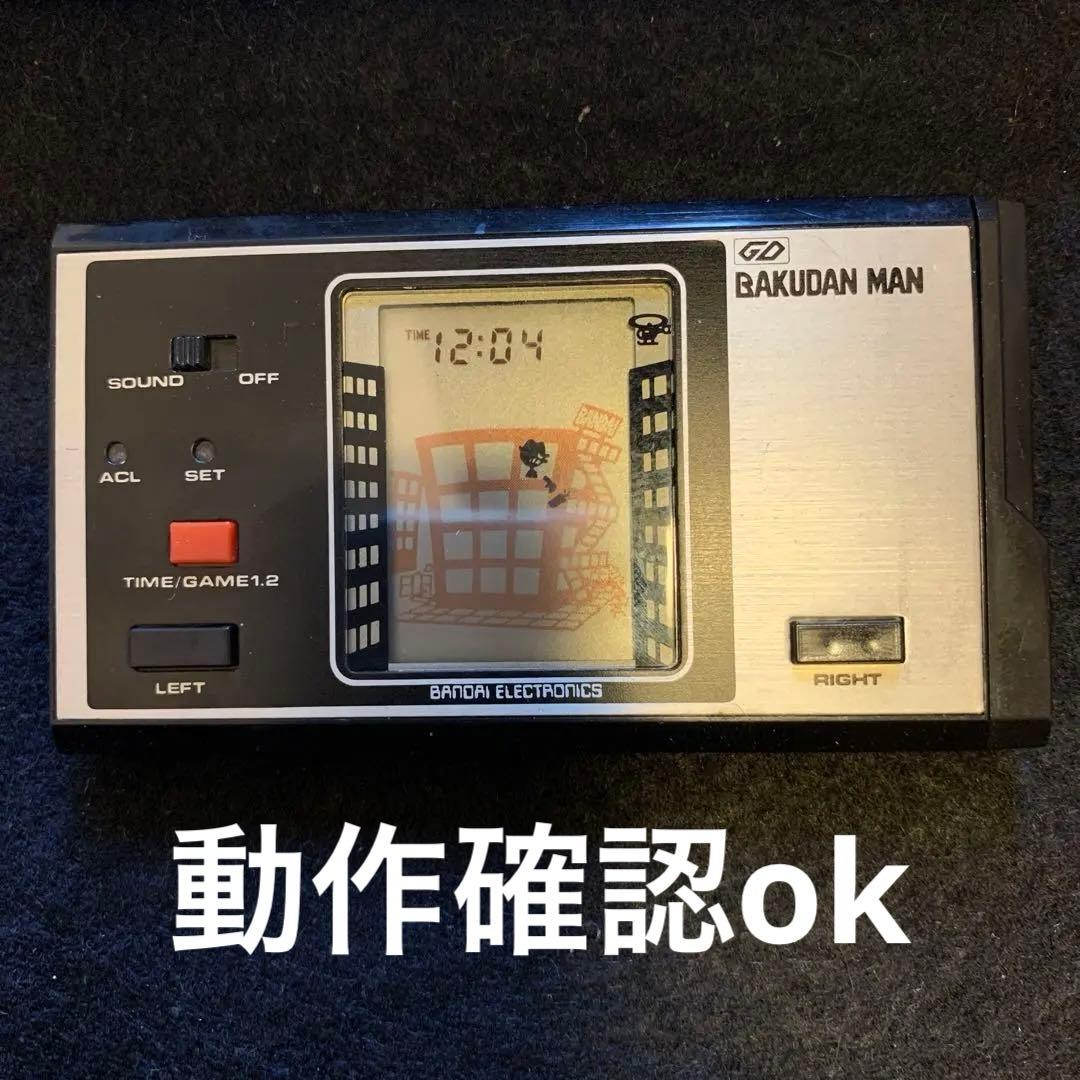 GD
BAKUDAN MAN
TIME 12:04
BANDAI
SOUND OFF
ACL SET
TIME/GAME1.2
LEFT
RIGHT
BANDAI ELECTRONICS
動作確認ok